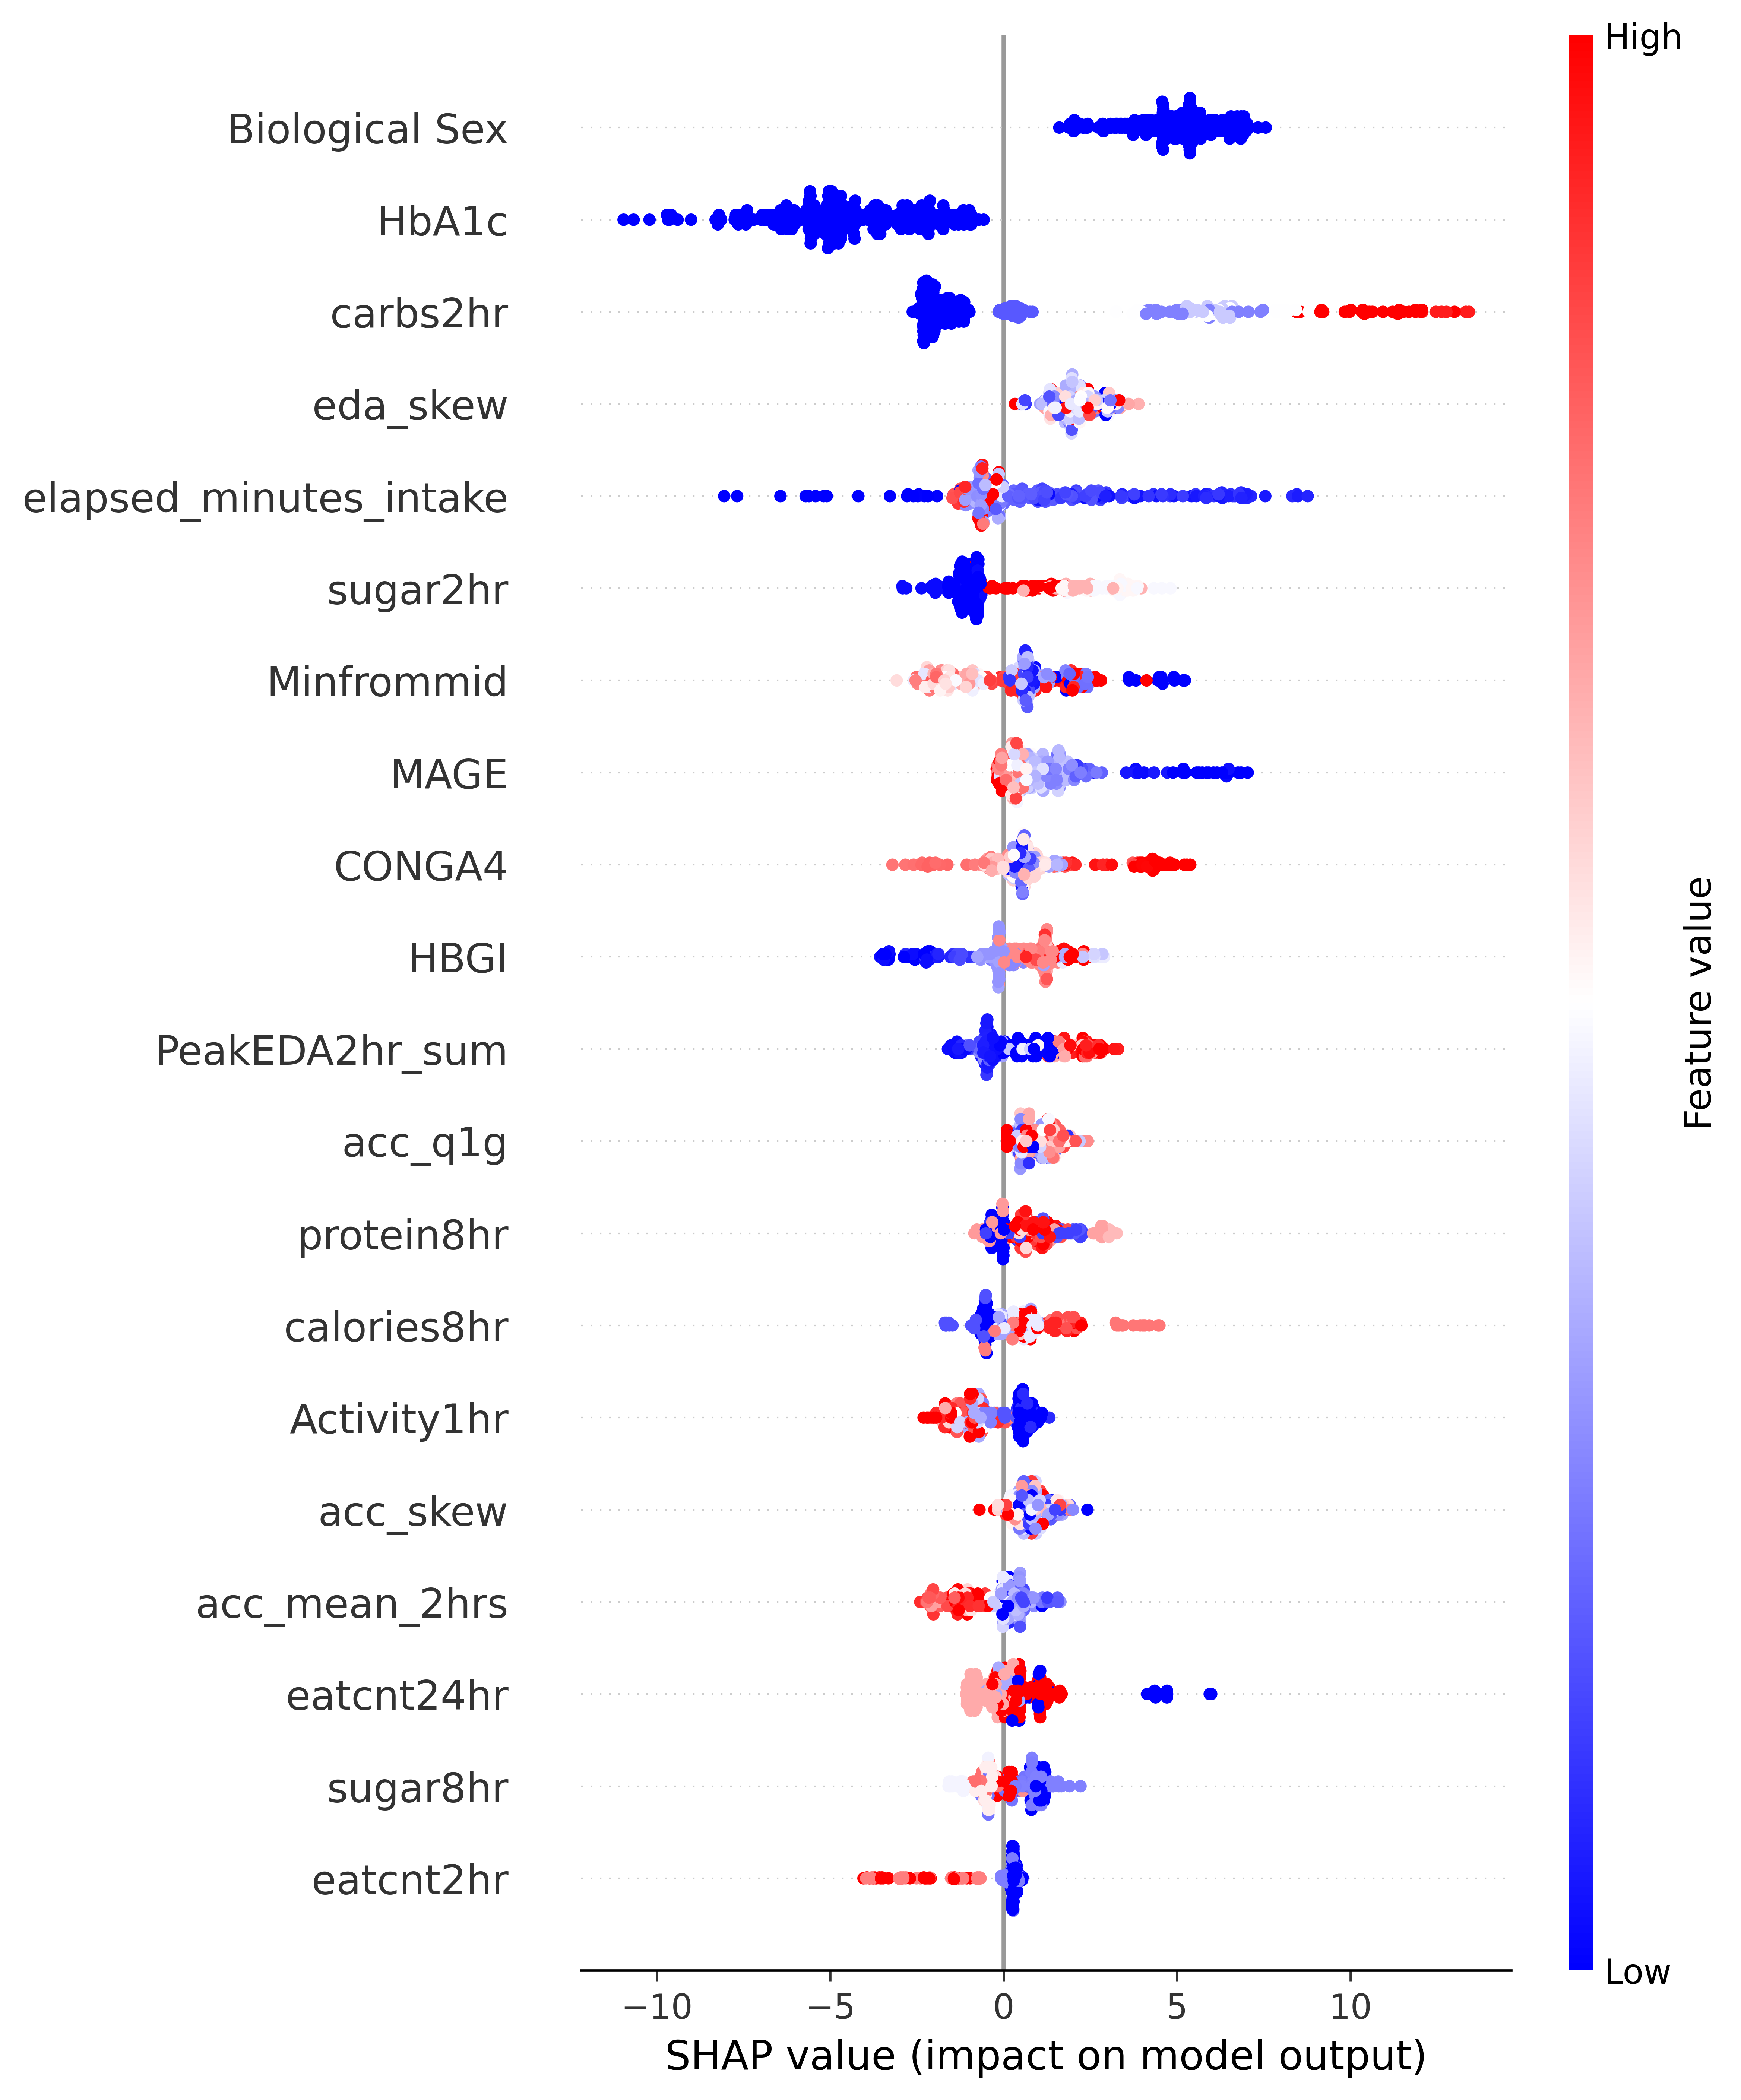 High
Biological Sex
HbA1c
carbs2hr
eda_skew
elapsed_minutes_intake
sugar2hr
Minfrommid
MAGE
CONGA4
HBGI
PeakEDA2hr_sum
acc_q1g
protein8hr
calories8hr
Activity1hr
acc_skew
acc_mean_2hrs
eatcnt24hr
sugar8hr
eatcnt2hr
Feature value
Low
−10 −5 0 5 10
SHAP value (impact on model output)